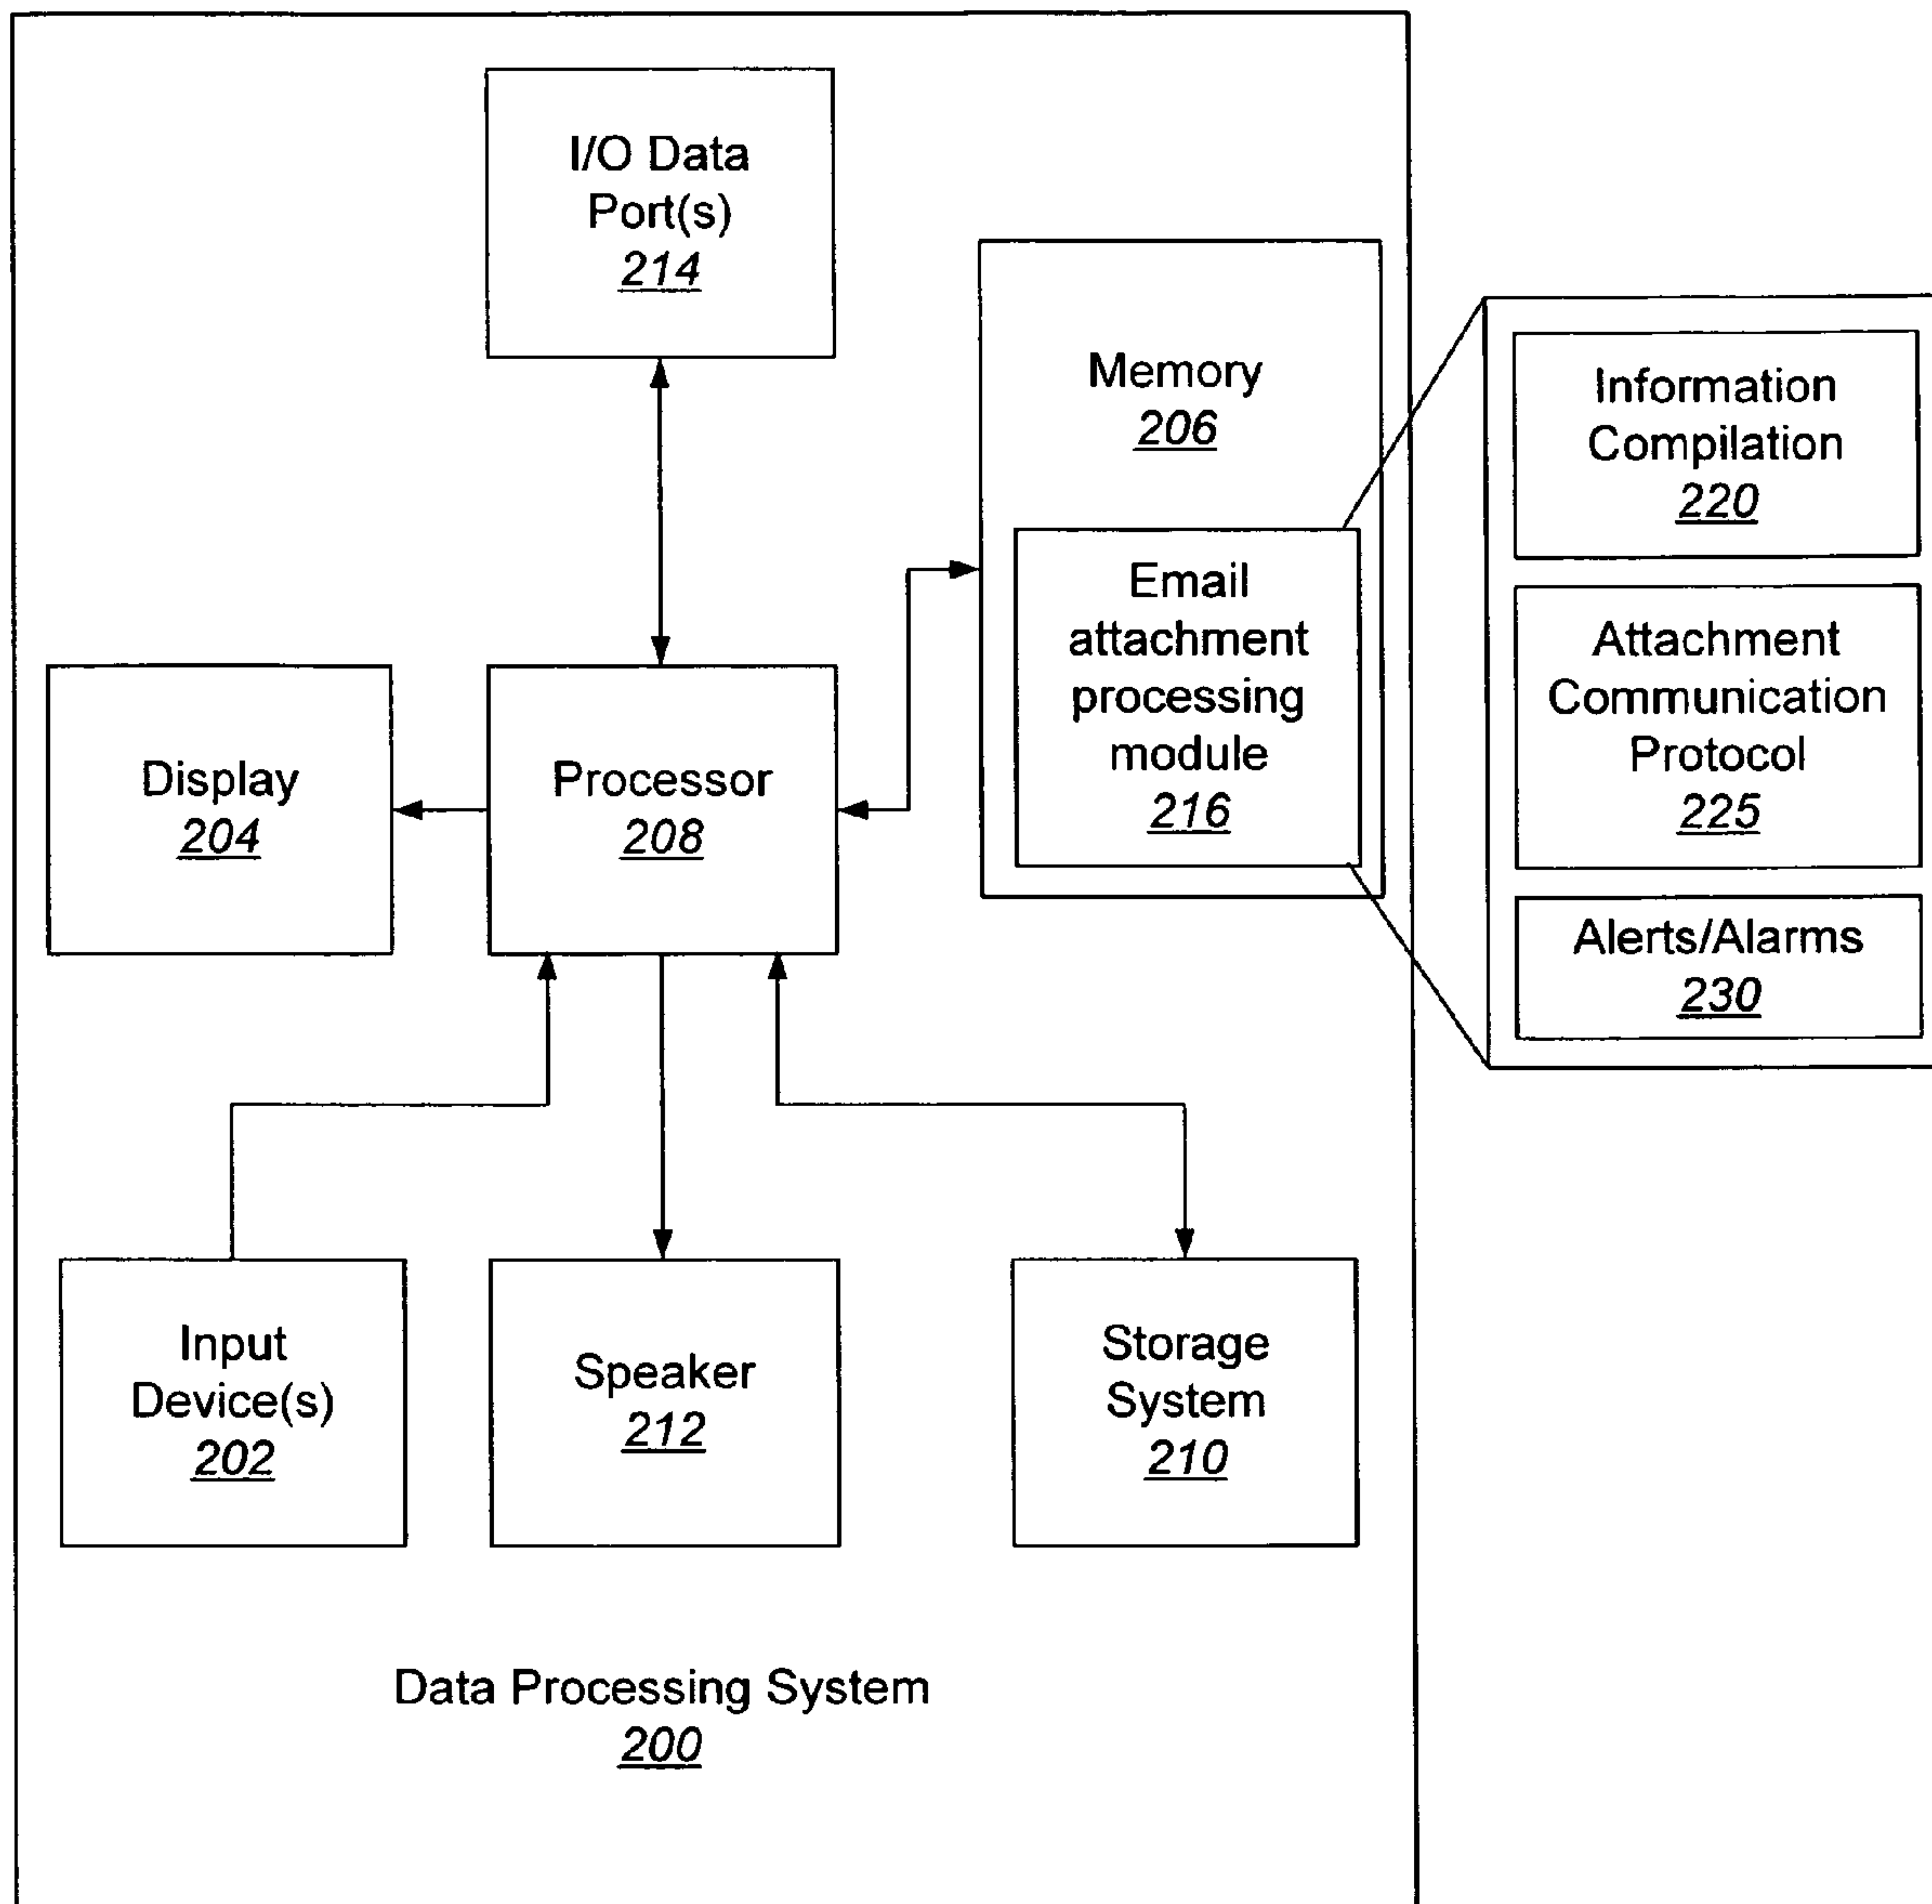 I/O Data
Port(s)
214
Memory
206
Email
attachment
processing
module
216
Information
Compilation
220
Attachment
Communication
Protocol
225
Alerts/Alarms
230
Display
204
Processor
208
Input
Device(s)
202
Speaker
212
Storage
System
210
Data Processing System
200